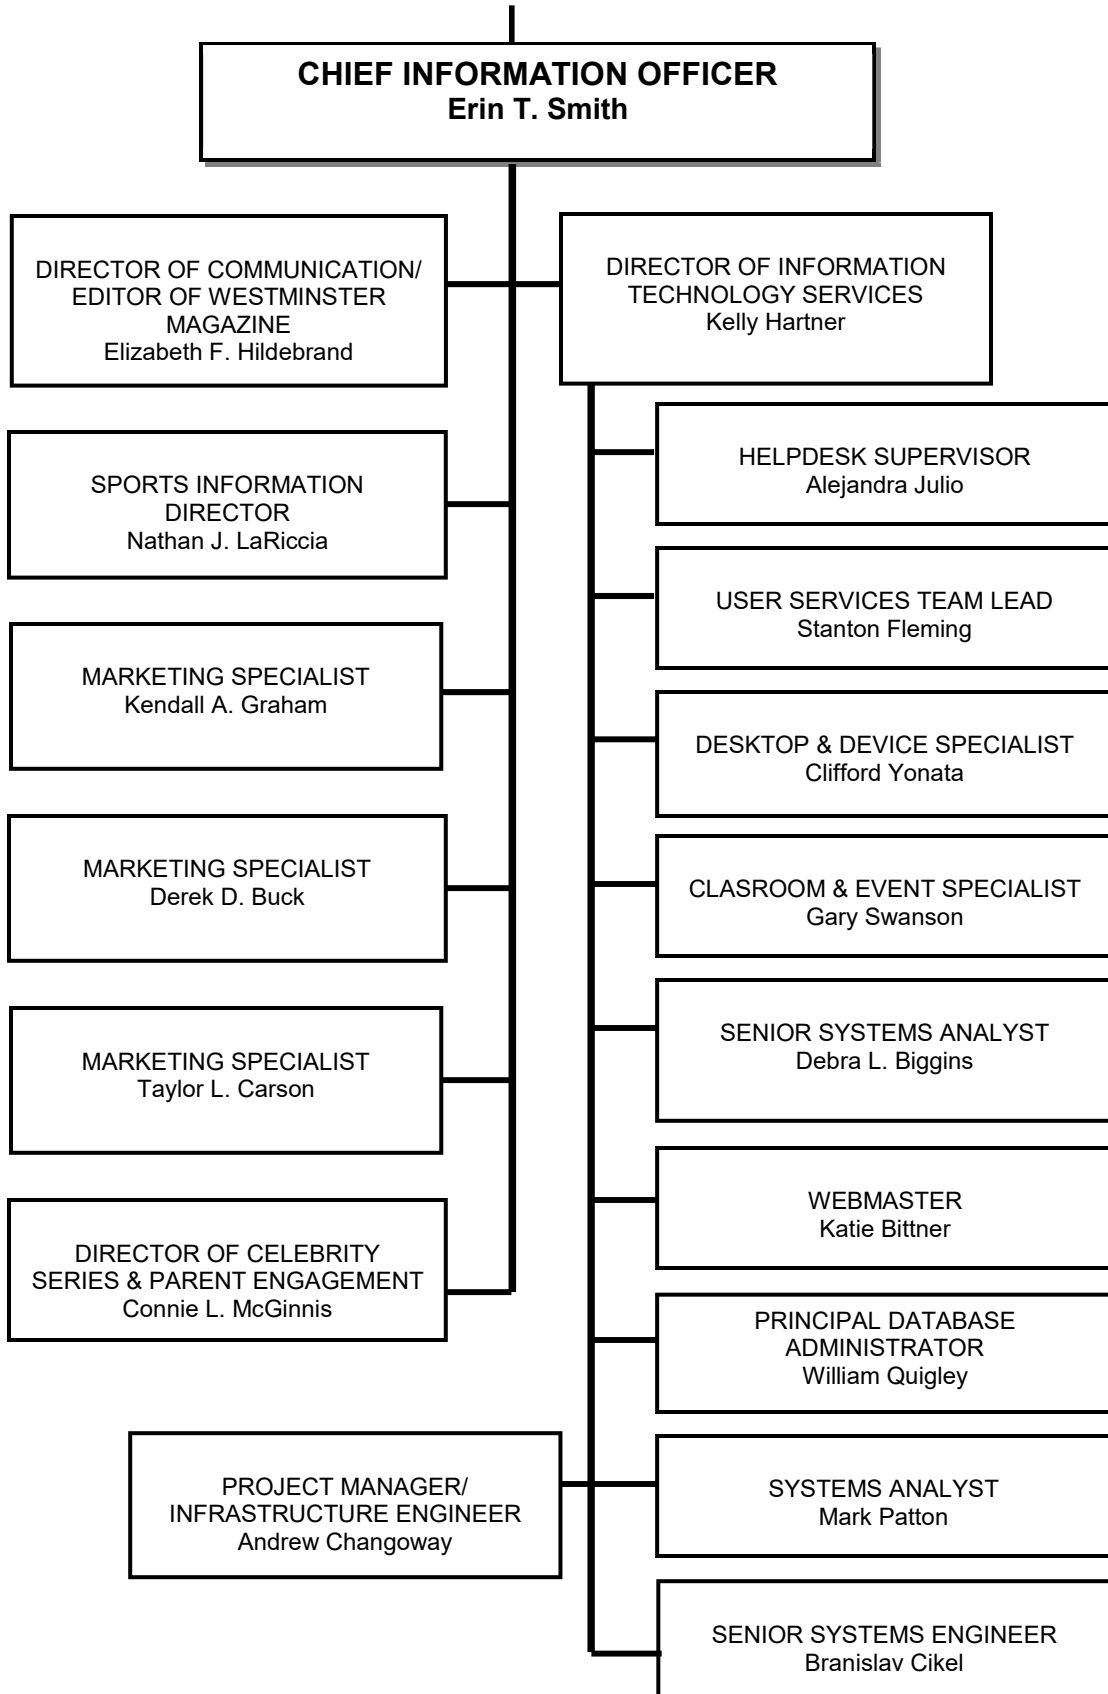 CHIEF INFORMATION OFFICER
Erin T. Smith
DIRECTOR OF COMMUNICATION/
EDITOR OF WESTMINSTER
MAGAZINE
Elizabeth F. Hildebrand
SPORTS INFORMATION
DIRECTOR
Nathan J. LaRiccia
MARKETING SPECIALIST
Kendall A. Graham
MARKETING SPECIALIST
Derek D. Buck
MARKETING SPECIALIST
Taylor L. Carson
DIRECTOR OF CELEBRITY
SERIES & PARENT ENGAGEMENT
Connie L. McGinnis
DIRECTOR OF INFORMATION
TECHNOLOGY SERVICES
Kelly Hartner
HELPDESK SUPERVISOR
Alejandra Julio
USER SERVICES TEAM LEAD
Stanton Fleming
DESKTOP & DEVICE SPECIALIST
Clifford Yonata
CLASROOM & EVENT SPECIALIST
Gary Swanson
SENIOR SYSTEMS ANALYST
Debra L. Biggins
WEBMASTER
Katie Bittner
PRINCIPAL DATABASE
ADMINISTRATOR
William Quigley
PROJECT MANAGER/
INFRASTRUCTURE ENGINEER
Andrew Changoway
SYSTEMS ANALYST
Mark Patton
SENIOR SYSTEMS ENGINEER
Branislav Cikel